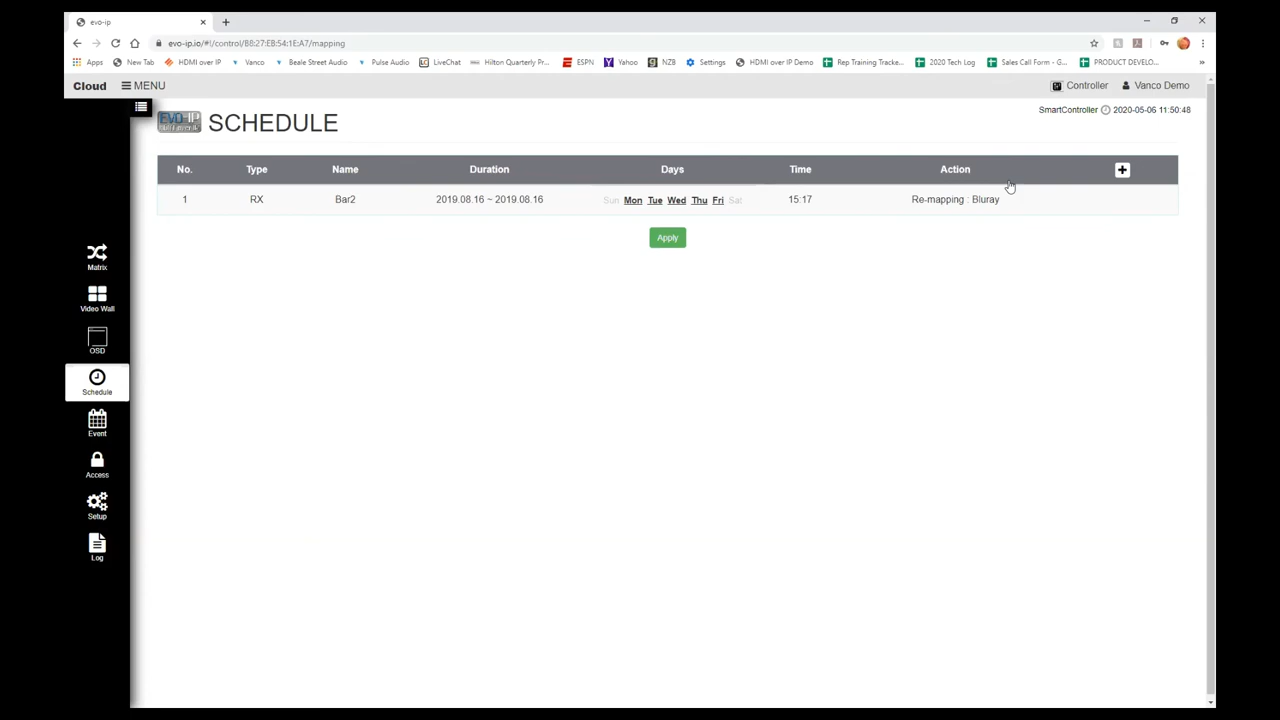 evo-ip
evo-ip.io/#!/control/B8:27:EB:54:1E:A7/mapping
Apps New Tab HDMI over IP Vanco Beale Street Audio Pulse Audio LiveChat Hilton Quarterly Pr... ESPN Yahoo NZB Settings HDMI over IP Demo Rep Training Tracke... 2020 Tech Log Sales Call Form - G... PRODUCT DEVELO... »
Cloud MENU Controller Vanco Demo
SmartController 2020-05-06 11:50:48
EVO-IP SCHEDULE
No. Type Name Duration Days Time Action
1 RX Bar2 2019.08.16 ~ 2019.08.16 Sun Mon Tue Wed Thu Fri Sat 15:17 Re-mapping : Bluray
Apply
Matrix
Video Wall
OSD
Schedule
Event
Access
Setup
Log